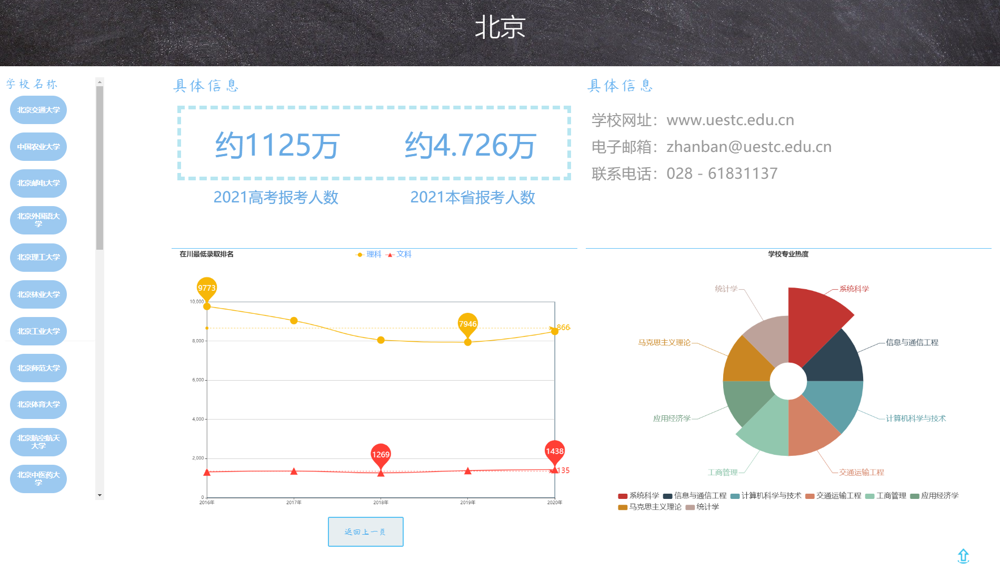 北京
学校名称
北京交通大学
中国农业大学
北京邮电大学
北京外国语大
学
北京理工大学
北京林业大学
北京工业大学
北京师范大学
北京体育大学
北京航空航天
大学
北京中医药大
学
具体信息
约1125万
约4.726万
2021高考报考人数
2021本省报考人数
具体信息
学校网址：www.uestc.edu.cn
电子邮箱：zhanban@uestc.edu.cn
联系电话：028 - 61831137
在川最低录取排名
理科
文科
9773
10,000
7946
866
8,000
6,000
4,000
1269
1438
2,000
135
0
2016年
2017年
2018年
2019年
2020年
返回上一页
学校专业热度
统计学
系统科学
马克思主义理论
信息与通信工程
应用经济学
计算机科学与技术
工商管理
交通运输工程
系统科学 信息与通信工程 计算机科学与技术 交通运输工程 工商管理 应用经济学
马克思主义理论 统计学